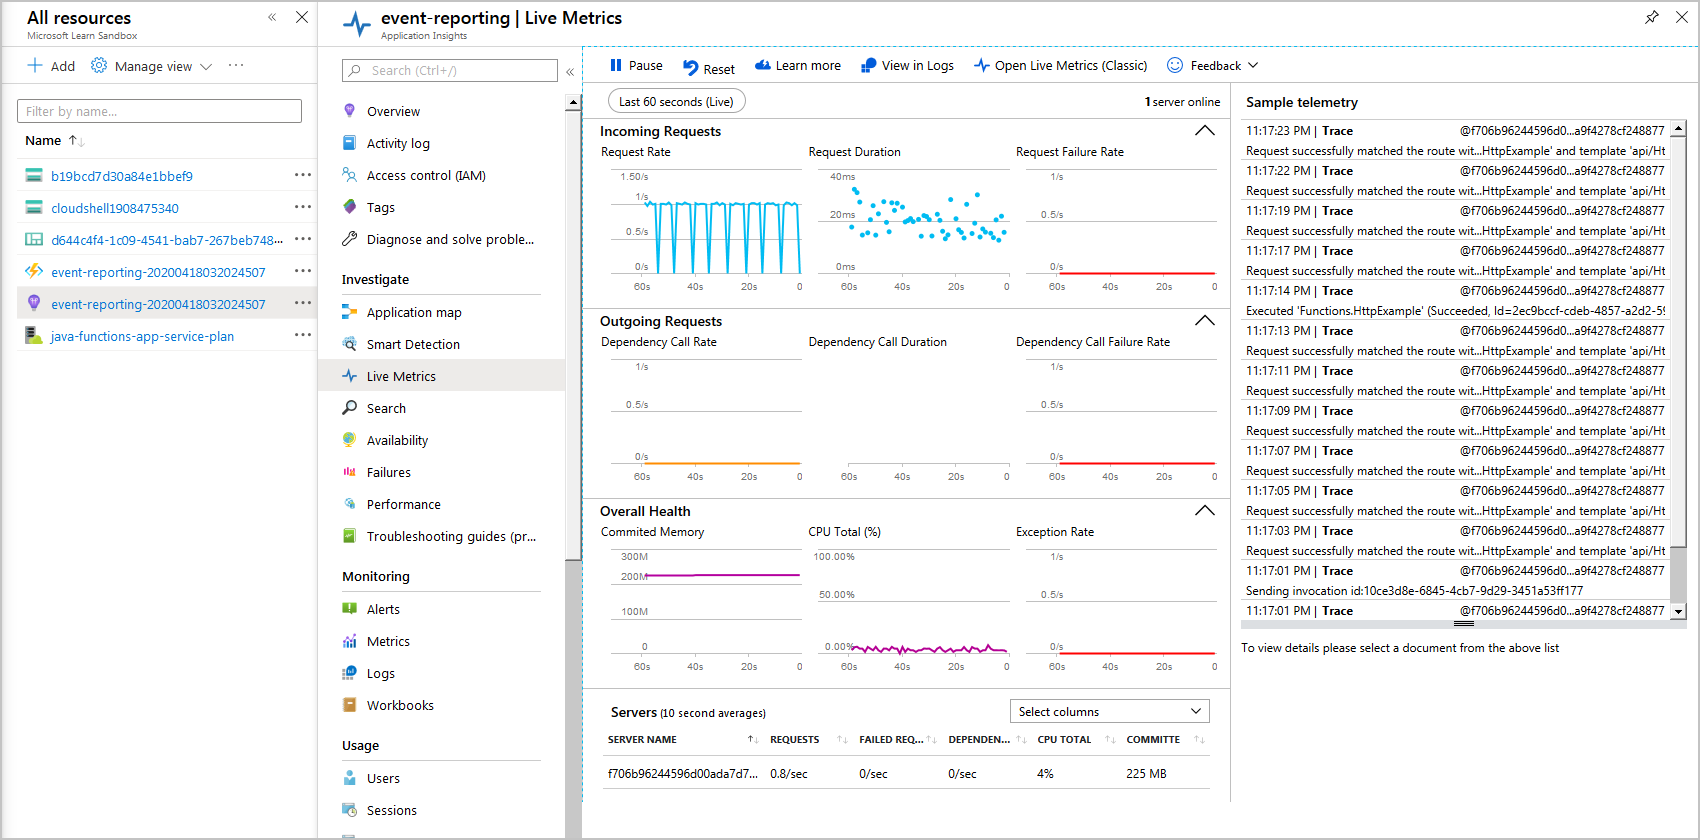 All resources
Microsoft Learn Sandbox
Add
Manage view
Filter by name...
Name
b19bcd7d30a84e1bbef9
cloudshell1908475340
d644c4f4-1c09-4541-bab7-267beb748...
event-reporting-20200418032024507
event-reporting-20200418032024507
java-functions-app-service-plan
event-reporting | Live Metrics
Application Insights
Search (Ctrl+/)
Overview
Activity log
Access control (IAM)
Tags
Diagnose and solve proble...
Investigate
Application map
Smart Detection
Live Metrics
Search
Availability
Failures
Performance
Troubleshooting guides (pr...
Monitoring
Alerts
Metrics
Logs
Workbooks
Usage
Users
Sessions
Pause
Reset
Learn more
View in Logs
Open Live Metrics (Classic)
Feedback
Last 60 seconds (Live)
1 server online
Incoming Requests
Request Rate
1.50/s
1/s
0.5/s
0/s
60s 40s 20s 0
Request Duration
40ms
20ms
0ms
60s 40s 20s 0
Request Failure Rate
1/s
0.5/s
0/s
60s 40s 20s 0
Outgoing Requests
Dependency Call Rate
1/s
0.5/s
0/s
60s 40s 20s 0
Dependency Call Duration
60s 40s 20s 0
Dependency Call Failure Rate
1/s
0.5/s
0/s
60s 40s 20s 0
Overall Health
Commited Memory
300M
200M
100M
0
60s 40s 20s 0
CPU Total (%)
100.00%
50.00%
0.00%
60s 40s 20s 0
Exception Rate
1/s
0.5/s
0/s
60s 40s 20s 0
Servers (10 second averages)
Select columns
SERVER NAME REQUESTS FAILED REQ... DEPENDEN... CPU TOTAL COMMITTE
f706b96244596d00ada7d7... 0.8/sec 0/sec 0/sec 4% 225 MB
Sample telemetry
11:17:23 PM | Trace @f706b96244596d0...a9f4278cf248877
Request successfully matched the route wit...HttpExample' and template 'api/Ht
11:17:22 PM | Trace @f706b96244596d0...a9f4278cf248877
Request successfully matched the route wit...HttpExample' and template 'api/Ht
11:17:19 PM | Trace @f706b96244596d0...a9f4278cf248877
Request successfully matched the route wit...HttpExample' and template 'api/Ht
11:17:17 PM | Trace @f706b96244596d0...a9f4278cf248877
Request successfully matched the route wit...HttpExample' and template 'api/Ht
11:17:14 PM | Trace @f706b96244596d0...a9f4278cf248877
Executed 'Functions.HttpExample' (Succeeded, Id=2ec9bccf-cdeb-4857-a2d2-59
11:17:13 PM | Trace @f706b96244596d0...a9f4278cf248877
Request successfully matched the route wit...HttpExample' and template 'api/Ht
11:17:11 PM | Trace @f706b96244596d0...a9f4278cf248877
Request successfully matched the route wit...HttpExample' and template 'api/Ht
11:17:09 PM | Trace @f706b96244596d0...a9f4278cf248877
Request successfully matched the route wit...HttpExample' and template 'api/Ht
11:17:07 PM | Trace @f706b96244596d0...a9f4278cf248877
Request successfully matched the route wit...HttpExample' and template 'api/Ht
11:17:05 PM | Trace @f706b96244596d0...a9f4278cf248877
Request successfully matched the route wit...HttpExample' and template 'api/Ht
11:17:03 PM | Trace @f706b96244596d0...a9f4278cf248877
Request successfully matched the route wit...HttpExample' and template 'api/Ht
11:17:01 PM | Trace @f706b96244596d0...a9f4278cf248877
Sending invocation id:10ce3d8e-6845-4cb7-9d29-3451a53ff177
11:17:01 PM | Trace @f706b96244596d0...a9f4278cf248877
To view details please select a document from the above list